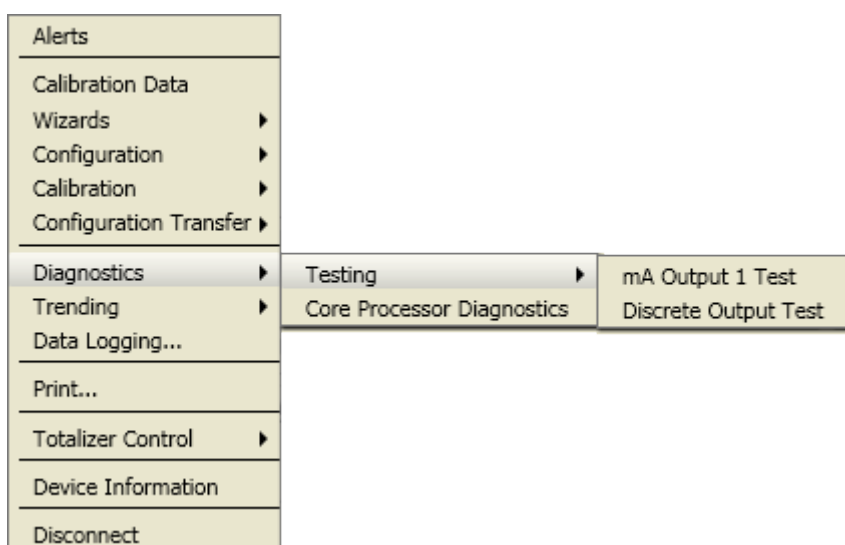 Alerts
Calibration Data
Wizards
Configuration
Calibration
Configuration Transfer
Diagnostics
Trending
Data Logging...
Print...
Totalizer Control
Device Information
Disconnect
Testing
Core Processor Diagnostics
mA Output 1 Test
Discrete Output Test